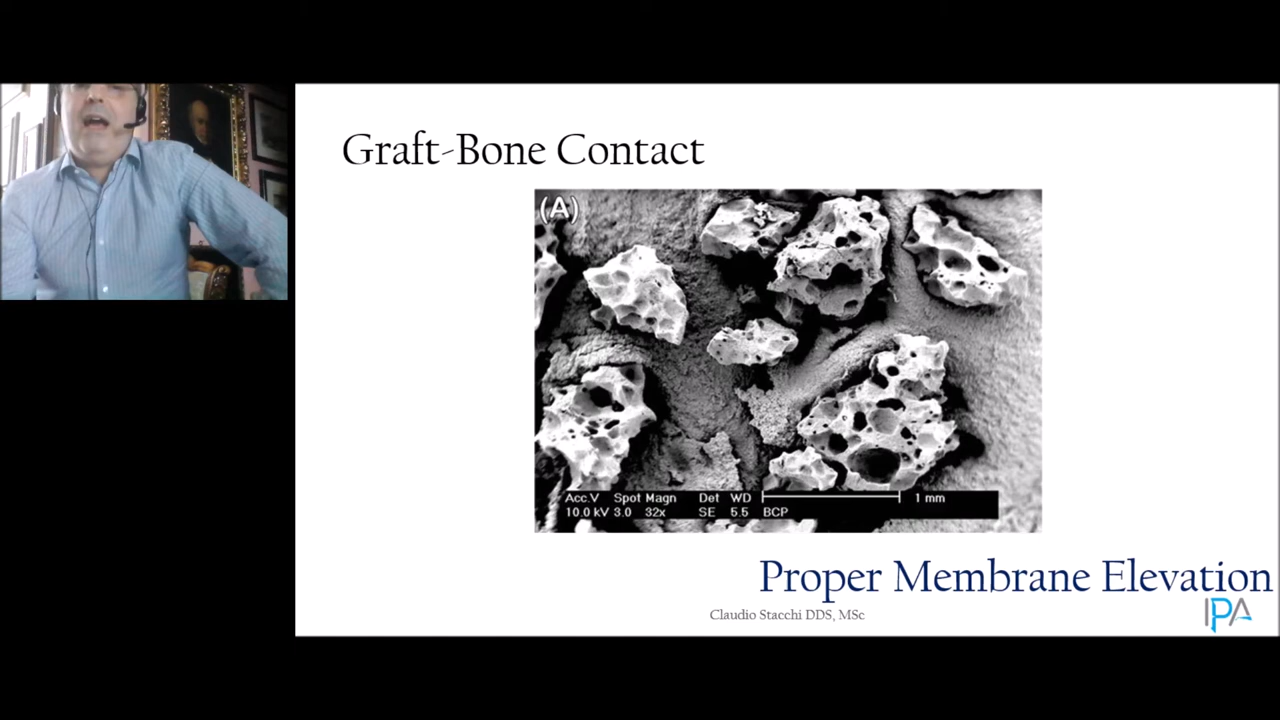 Graft-Bone Contact
(A)
Acc.V Spot Magn Det WD 1 mm
10.0 kV 3.0 32x SE 5.5 BCP
Proper Membrane Elevation
Claudio Stacchi DDS, MSc
IPA